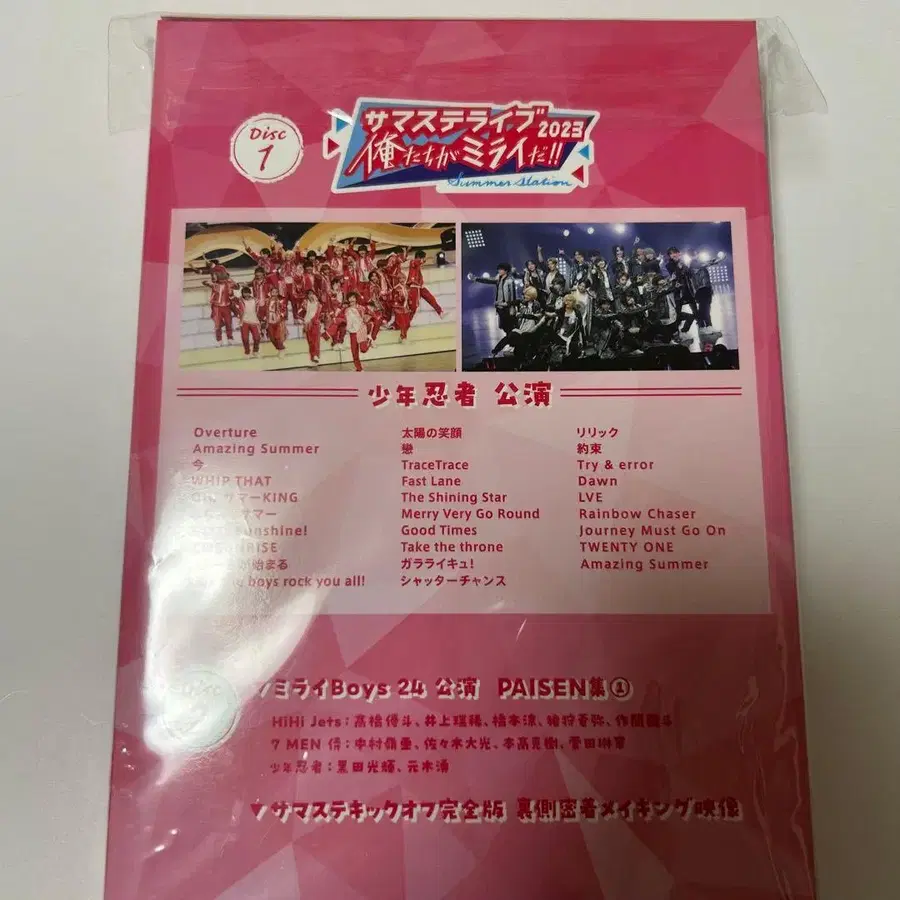 Disc
1
サマステライブ
2023
俺たちがミライだ!!
Summer Station
少年忍者 公演
Overture
Amazing Summer
今
WHIP THAT
サマーKING
サマー
unshine!
RISE
が始まる
boys rock you all!
太陽の笑顔
戀
TraceTrace
Fast Lane
The Shining Star
Merry Very Go Round
Good Times
Take the throne
ガラライキュ!
シャッターチャンス
リリック
約束
Try & error
Dawn
LVE
Rainbow Chaser
Journey Must Go On
TWENTY ONE
Amazing Summer
Disc
▼ミライBoys 24 公演 PAISEN集①
HiHi Jets:髙橋優斗、井上瑞稀、橋本涼、猪狩蒼弥、作間龍斗
7 MEN 侍:中村嶺亜、佐々木大光、本髙克樹、菅田琳寧
少年忍者:黒田光輝、元木湧
▼サマステキックオフ完全版 裏側密着メイキング映像